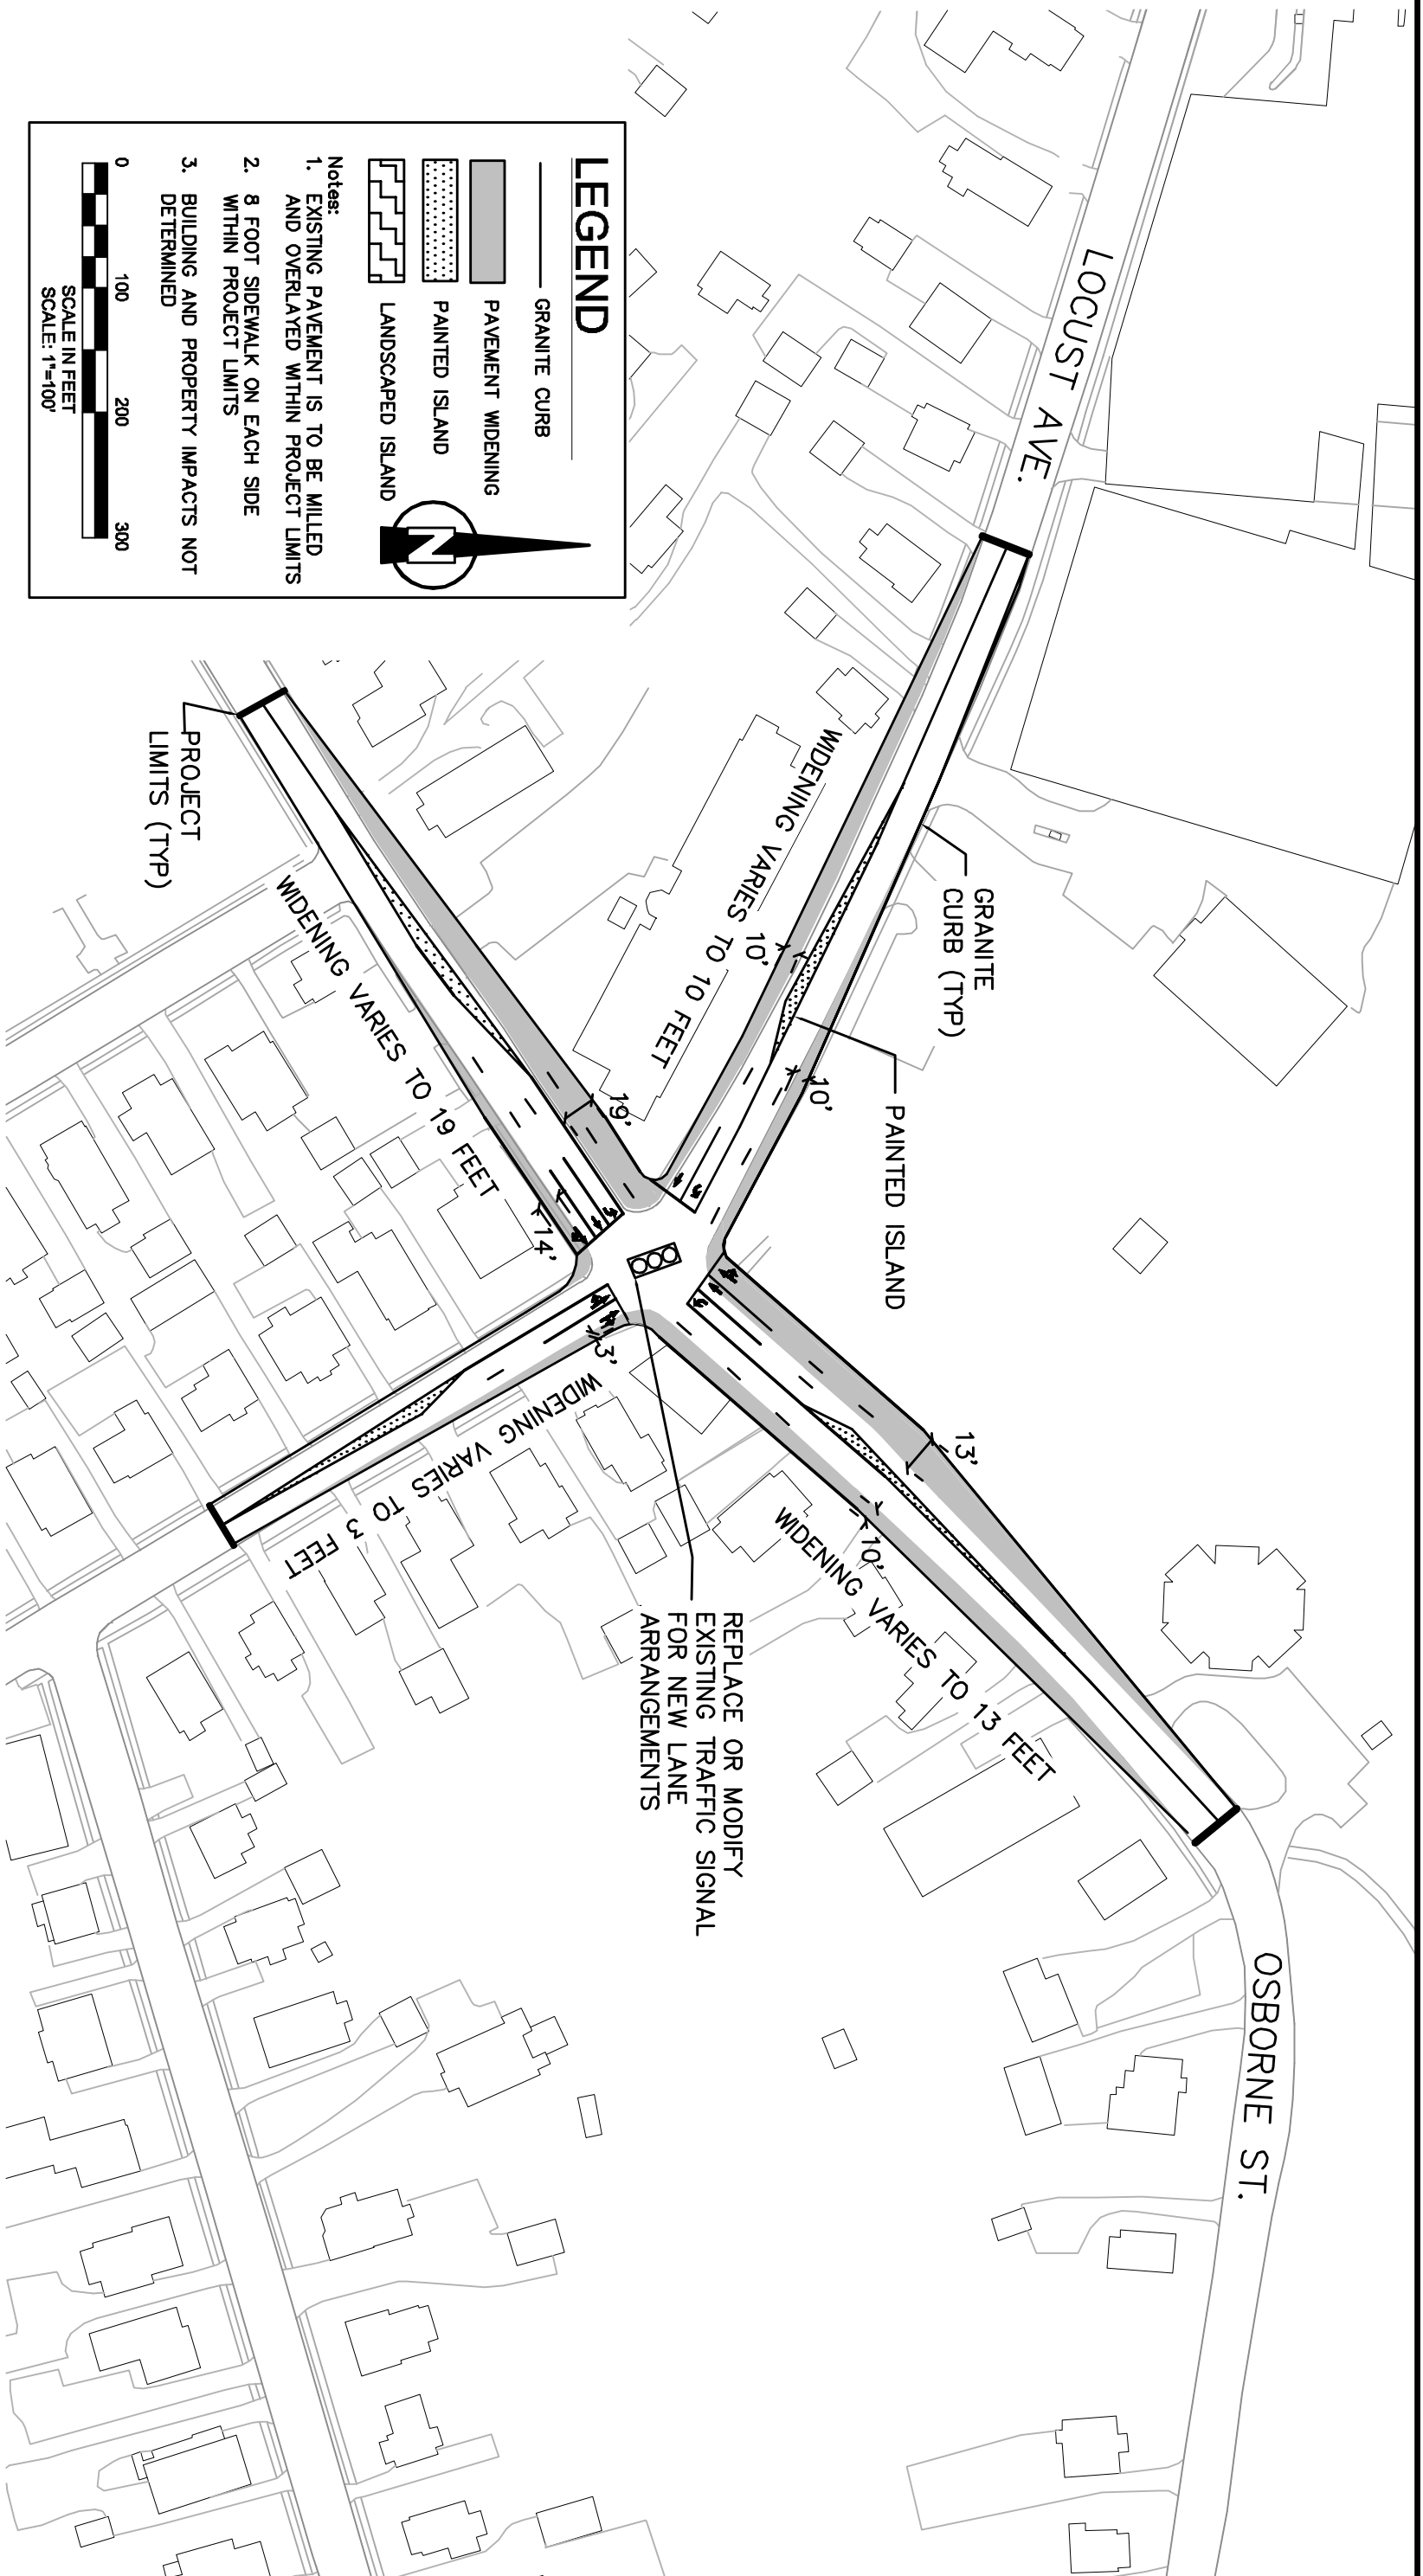 LOCUST AVE.
OSBORNE ST.
GRANITE
CURB (TYP)
PAINTED ISLAND
WIDENING VARIES TO 10 FEET
10'
10'
13'
10'
WIDENING VARIES TO 13 FEET
REPLACE OR MODIFY
EXISTING TRAFFIC SIGNAL
FOR NEW LANE
ARRANGEMENTS
19'
14'
WIDENING VARIES TO 19 FEET
3'
WIDENING VARIES TO 3 FEET
PROJECT
LIMITS (TYP)
LEGEND
GRANITE CURB
PAVEMENT WIDENING
PAINTED ISLAND
LANDSCAPED ISLAND
N
Notes:
1. EXISTING PAVEMENT IS TO BE MILLED
AND OVERLAYED WITHIN PROJECT LIMITS
2. 8 FOOT SIDEWALK ON EACH SIDE
WITHIN PROJECT LIMITS
3. BUILDING AND PROPERTY IMPACTS NOT
DETERMINED
0 100 200 300
SCALE IN FEET
SCALE: 1"=100'